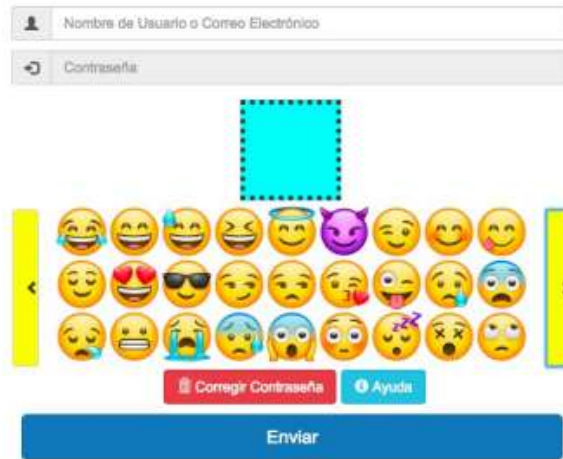 Nombre de Usuario o Correo Electrónico
Contraseña
Corregir Contraseña
Ayuda
Enviar